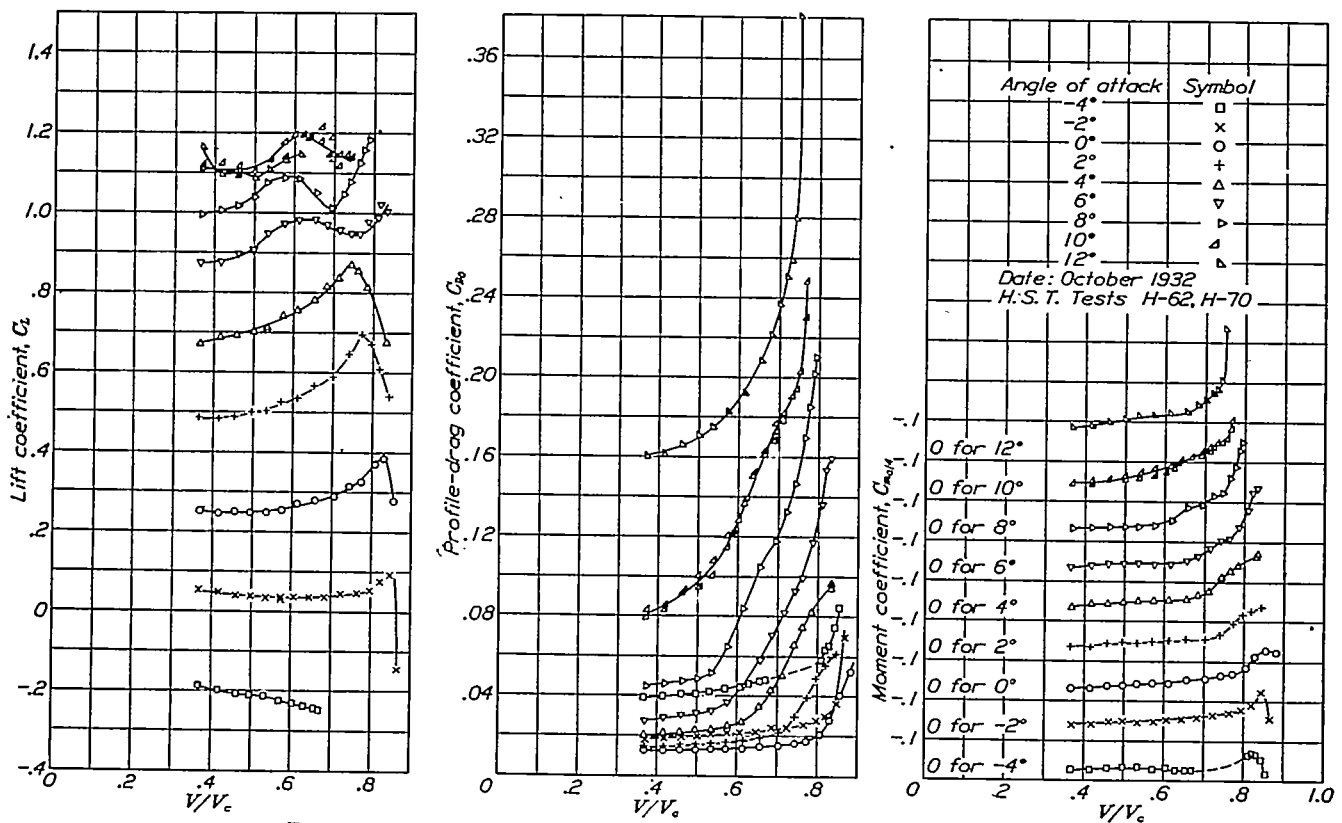 Lift coefficient, C_L
1.4
1.2
1.0
.8
.6
.4
.2
0
-.2
-.4
0
.2
.4
.6
.8
V/V_c
Profile-drag coefficient, C_D0
.36
.32
.28
.24
.20
.16
.12
.08
.04
0
.2
.4
.6
.8
V/V_c
Angle of attack Symbol
-4°
-2°
0°
2°
4°
6°
8°
10°
12°
Date: October 1932
H.S.T. Tests H-62, H-70
Moment coefficient, C_ma/4
-.1
0 for 12°
-.1
0 for 10°
-.1
0 for 8°
-.1
0 for 6°
-.1
0 for 4°
-.1
0 for 2°
-.1
0 for 0°
-.1
0 for -2°
-.1
0 for -4°
0
.2
.4
.6
.8
1.0
V/V_c